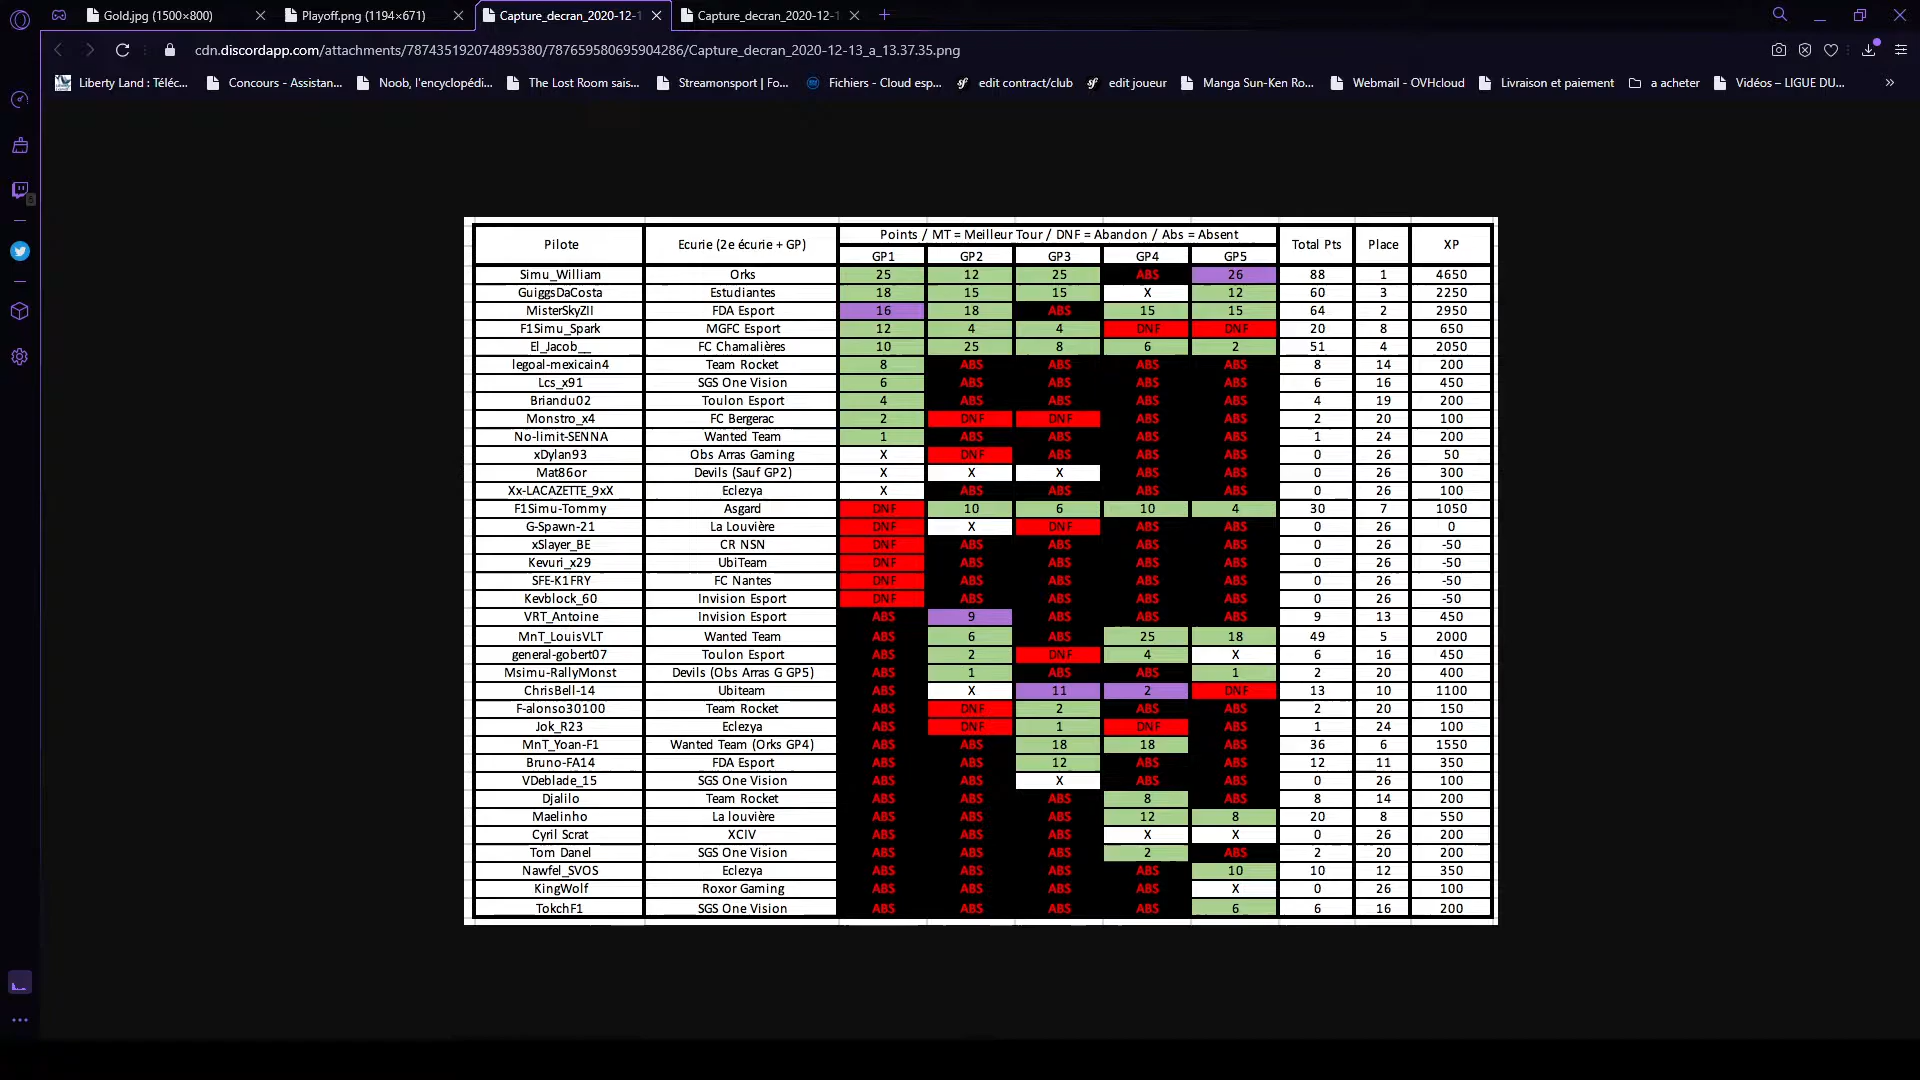 Gold.jpg (1500×800) Playoff.png (1194×671) Capture_decran_2020-12-1 Capture_decran_2020-12-1
cdn.discordapp.com/attachments/787435192074895380/787659580695904286/Capture_decran_2020-12-13_a_13.37.35.png
Liberty Land : Téléc... Concours - Assistan... Noob, l'encyclopédi... The Lost Room sais... Streamonsport | Fo... Fichiers - Cloud esp... edit contract/club edit joueur Manga Sun-Ken Ro... Webmail - OVHcloud Livraison et paiement a acheter Vidéos – LIGUE DU... »
Pilote Ecurie (2e écurie + GP) Points / MT = Meilleur Tour / DNF = Abandon / Abs = Absent Total Pts Place XP
GP1 GP2 GP3 GP4 GP5
Simu_William Orks 25 12 25 ABS 26 88 1 4650
GuiggsDaCosta Estudiantes 18 15 15 X 12 60 3 2250
MisterSkyZII FDA Esport 16 18 ABS 15 15 64 2 2950
F1Simu_Spark MGFC Esport 12 4 4 DNF DNF 20 8 650
El_Jacob__ FC Chamalières 10 25 8 6 2 51 4 2050
legoal-mexicain4 Team Rocket 8 ABS ABS ABS ABS 8 14 200
Lcs_x91 SGS One Vision 6 ABS ABS ABS ABS 6 16 450
Briandu02 Toulon Esport 4 ABS ABS ABS ABS 4 19 200
Monstro_x4 FC Bergerac 2 DNF DNF ABS ABS 2 20 100
No-limit-SENNA Wanted Team 1 ABS ABS ABS ABS 1 24 200
xDylan93 Obs Arras Gaming X DNF ABS ABS ABS 0 26 50
Mat86or Devils (Sauf GP2) X X X ABS ABS 0 26 300
Xx-LACAZETTE_9xX Eclezya X ABS ABS ABS ABS 0 26 100
F1Simu-Tommy Asgard DNF 10 6 10 4 30 7 1050
G-Spawn-21 La Louvière DNF X DNF ABS ABS 0 26 0
xSlayer_BE CR NSN DNF ABS ABS ABS ABS 0 26 -50
Kevuri_x29 UbiTeam DNF ABS ABS ABS ABS 0 26 -50
SFE-K1FRY FC Nantes DNF ABS ABS ABS ABS 0 26 -50
Kevblock_60 Invision Esport DNF ABS ABS ABS ABS 0 26 -50
VRT_Antoine Invision Esport ABS 9 ABS ABS ABS 9 13 450
MnT_LouisVLT Wanted Team ABS 6 ABS 25 18 49 5 2000
general-gobert07 Toulon Esport ABS 2 DNF 4 X 6 16 450
Msimu-RallyMonst Devils (Obs Arras G GP5) ABS 1 ABS ABS 1 2 20 400
ChrisBell-14 Ubiteam ABS X 11 2 DNF 13 10 1100
F-alonso30100 Team Rocket ABS DNF 2 ABS ABS 2 20 150
Jok_R23 Eclezya ABS DNF 1 DNF ABS 1 24 100
MnT_Yoan-F1 Wanted Team (Orks GP4) ABS ABS 18 18 ABS 36 6 1550
Bruno-FA14 FDA Esport ABS ABS 12 ABS ABS 12 11 350
VDeblade_15 SGS One Vision ABS ABS X ABS ABS 0 26 100
Djalilo Team Rocket ABS ABS ABS 8 ABS 8 14 200
Maelinho La louvière ABS ABS ABS 12 8 20 8 550
Cyril Scrat XCIV ABS ABS ABS X X 0 26 200
Tom Danel SGS One Vision ABS ABS ABS 2 ABS 2 20 200
Nawfel_SVOS Eclezya ABS ABS ABS ABS 10 10 12 350
KingWolf Roxor Gaming ABS ABS ABS ABS X 0 26 100
TokchF1 SGS One Vision ABS ABS ABS ABS 6 6 16 200